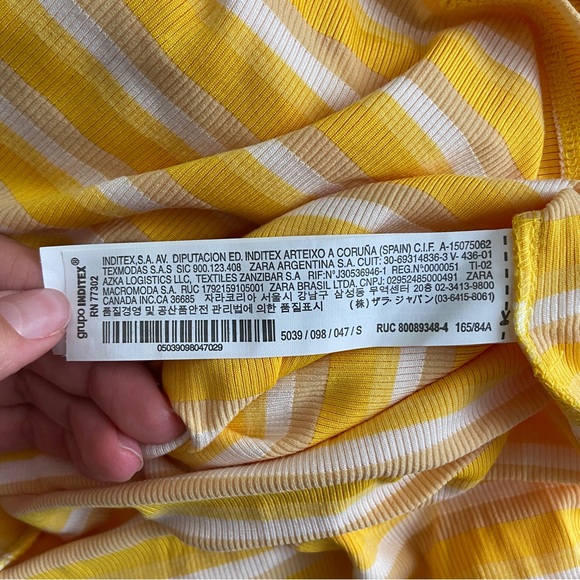 grupo INDITEX®
RN 77302
INDITEX,S.A. AV. DIPUTACION ED. INDITEX ARTEIXO A CORUÑA (SPAIN) C.I.F. A-15075062
TEXMODAS S.A.S SIC 900.123.408 ZARA ARGENTINA S.A. CUIT: 30-69314836-3 V-436-01
AZKA LOGISTICS LLC, TEXTILES ZANZIBAR S.A RIF:N°J30536946-1 REG.N°0000051 TI-02
MACROMODA S.A. RUC 1792159105001 ZARA BRASIL LTDA, CNPJ: 02952485000491 ZARA
CANADA INC.CA 36685 자라코리아 서울시 강남구 삼성동 무역센터 20층 02-3413-9800
품질경영 및 공산품안전 관리법에 의한 품질표시 (株) ザラ・ジャパン(03-6415-8061)
05039098047029
5039 / 098 / 047 / S
RUC 80089348-4
165/84A
K